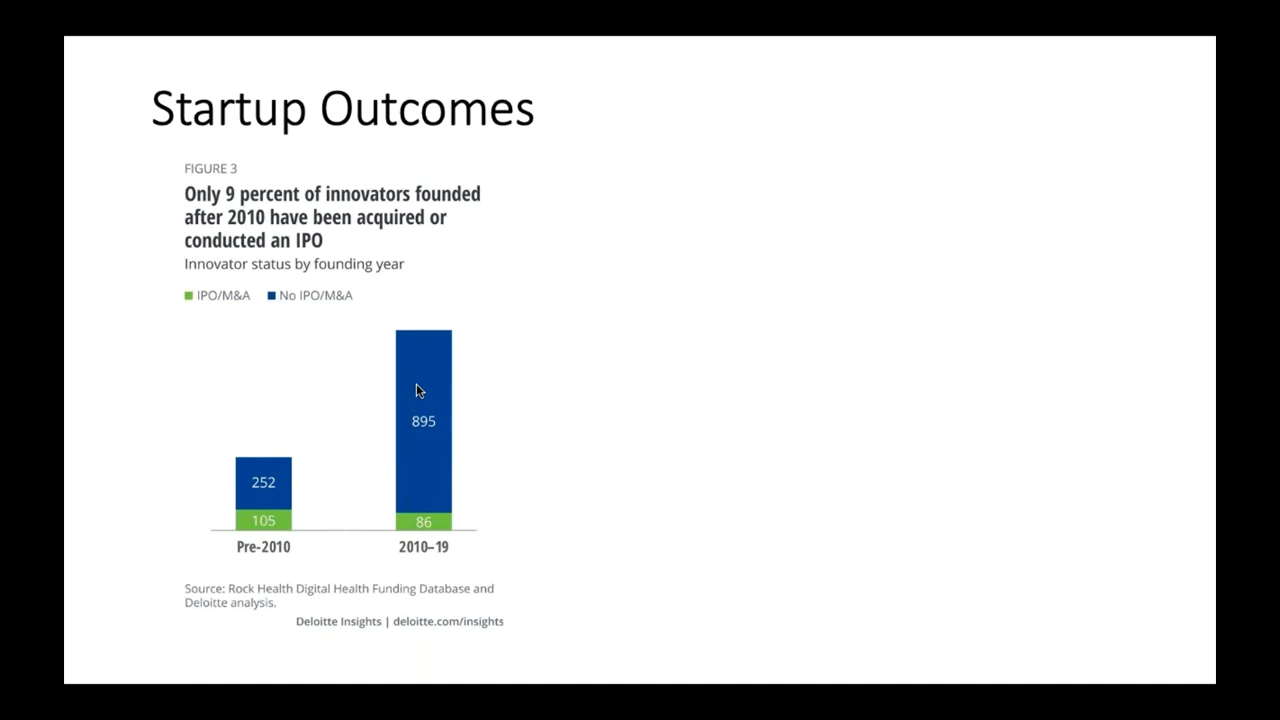 Startup Outcomes
FIGURE 3
Only 9 percent of innovators founded
after 2010 have been acquired or
conducted an IPO
Innovator status by founding year
IPO/M&A No IPO/M&A
895
252
105
86
Pre-2010 2010–19
Source: Rock Health Digital Health Funding Database and
Deloitte analysis.
Deloitte Insights | deloitte.com/insights